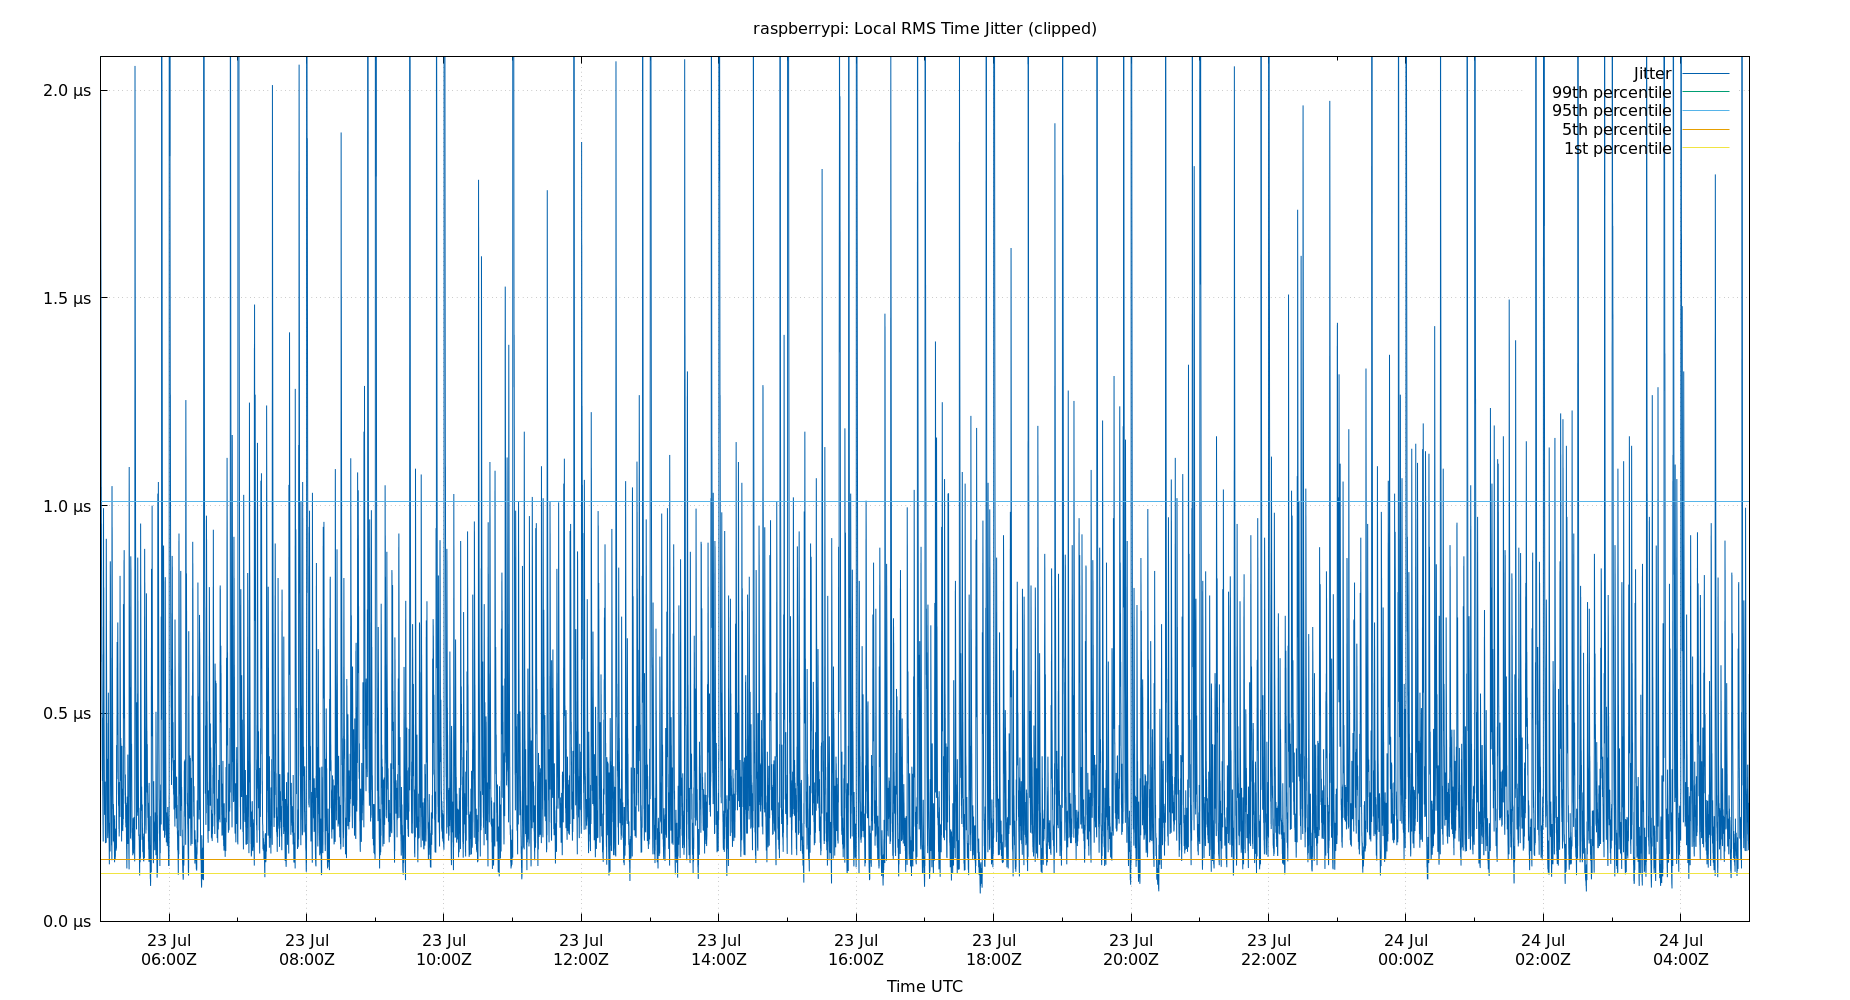 raspberrypi: Local RMS Time Jitter (clipped)
2.0 µs
1.5 µs
1.0 µs
0.5 µs
0.0 µs
Jitter
99th percentile
95th percentile
5th percentile
1st percentile
23 Jul 23 Jul 23 Jul 23 Jul 23 Jul 23 Jul 23 Jul 23 Jul 23 Jul 24 Jul 24 Jul 24 Jul
06:00Z 08:00Z 10:00Z 12:00Z 14:00Z 16:00Z 18:00Z 20:00Z 22:00Z 00:00Z 02:00Z 04:00Z
Time UTC